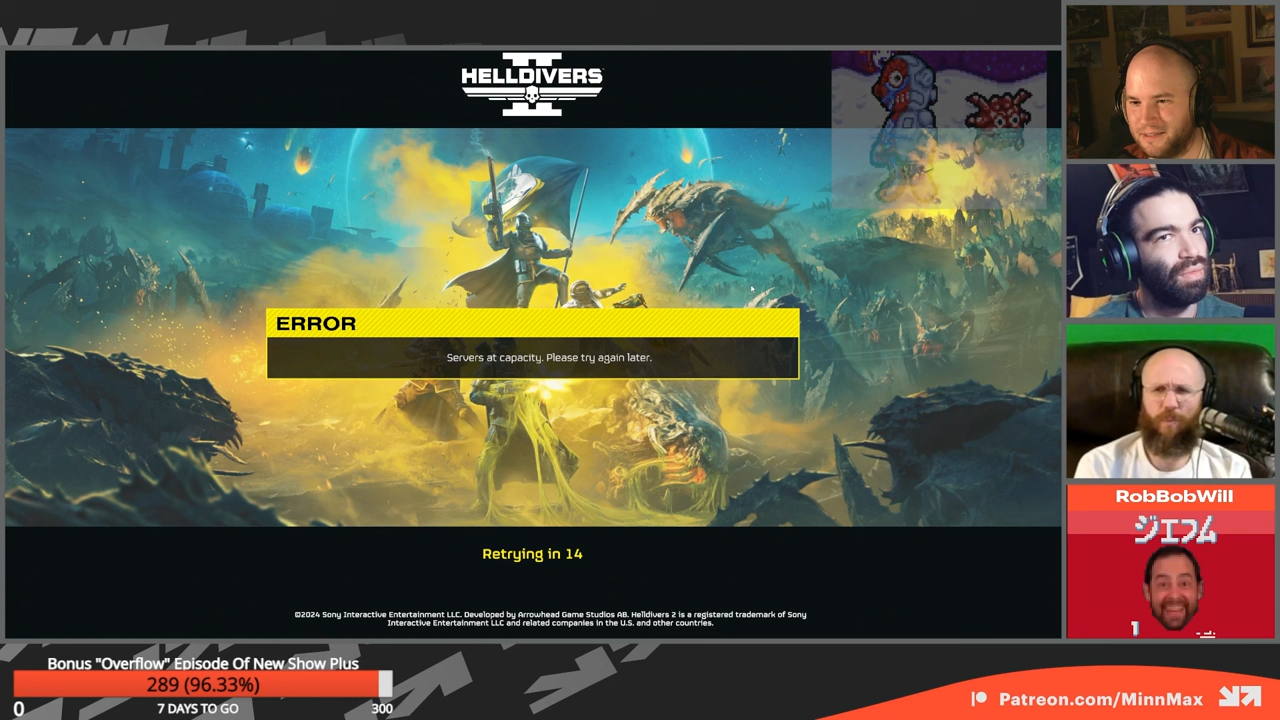 HELLDIVERS
II
ERROR
Servers at capacity. Please try again later.
Retrying in 14
©2024 Sony Interactive Entertainment LLC. Developed by Arrowhead Game Studios AB. Helldivers 2 is a registered trademark of Sony
Interactive Entertainment LLC and related companies in the U.S. and other countries.
RobBobWill
ジエフム
1
Bonus "Overflow" Episode Of New Show Plus
289 (96.33%)
0
7 DAYS TO GO
300
Patreon.com/MinnMax